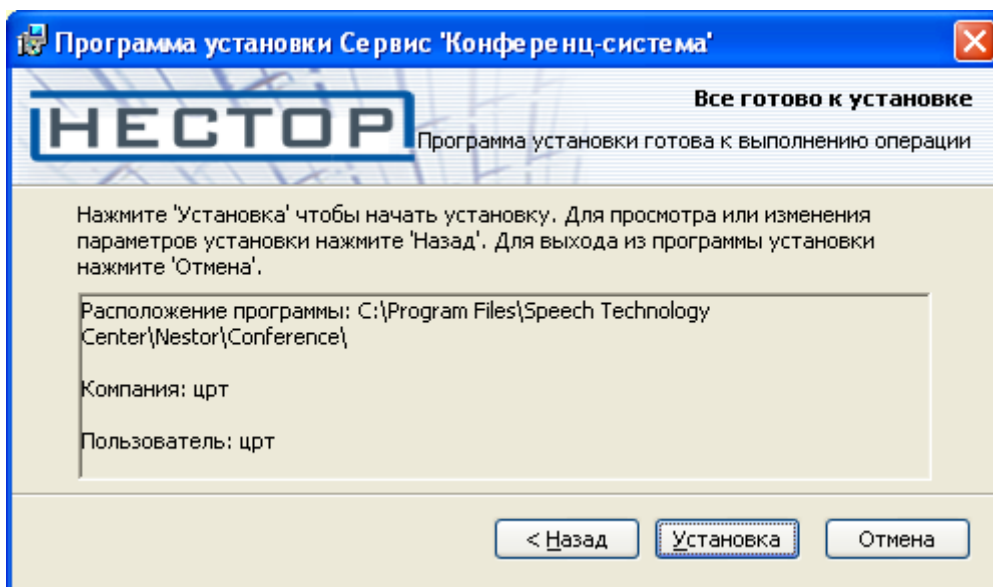 Программа установки Сервис 'Конференц-система'
НЕСТОР
Все готово к установке
Программа установки готова к выполнению операции
Нажмите 'Установка' чтобы начать установку. Для просмотра или изменения
параметров установки нажмите 'Назад'. Для выхода из программы установки
нажмите 'Отмена'.
Расположение программы: C:\Program Files\Speech Technology
Center\Nestor\Conference\
Компания: црт
Пользователь: црт
< Назад Установка Отмена